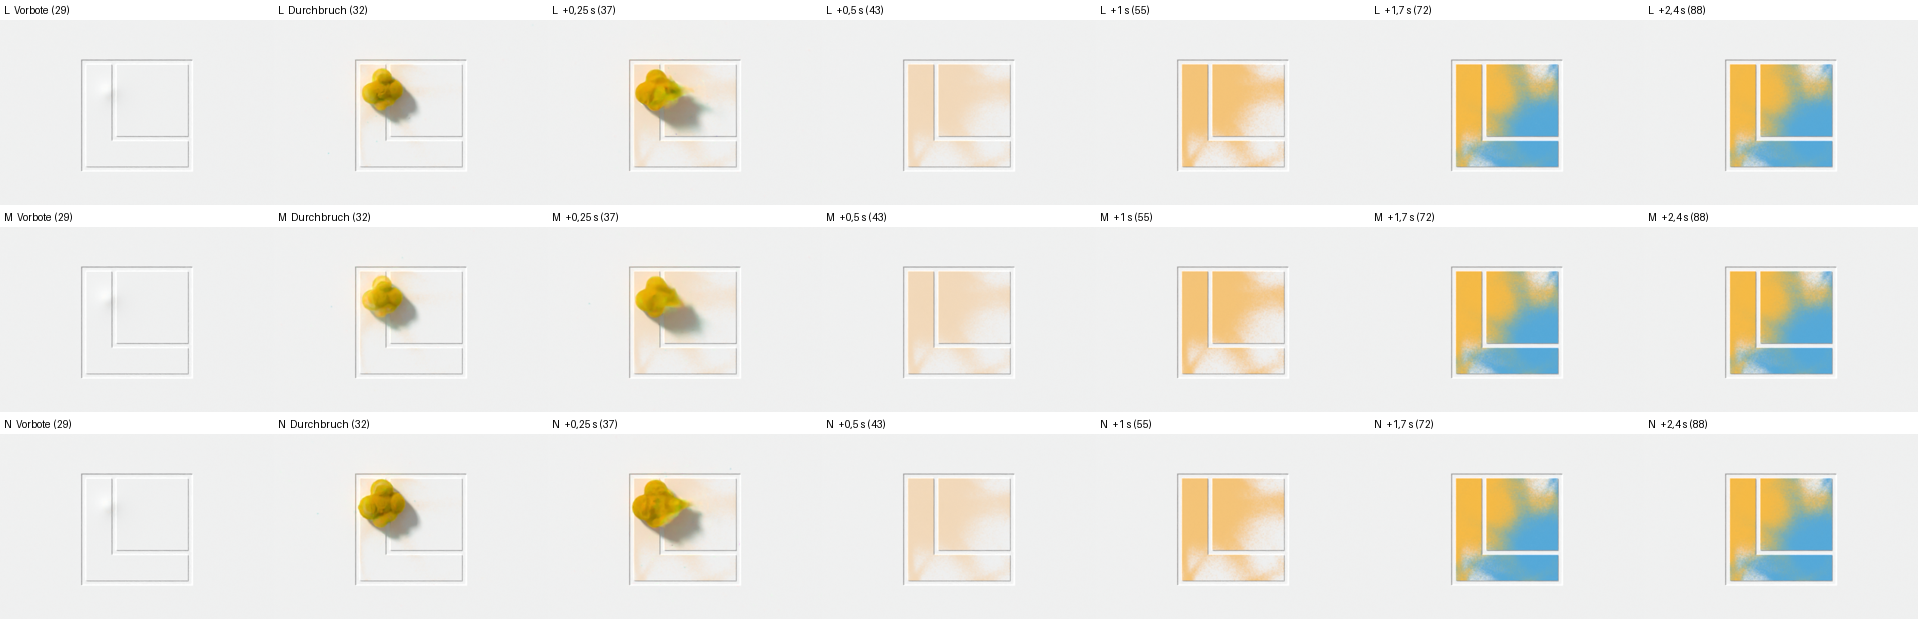 L Vorbote (29) L Durchbruch (32) L +0,25 s (37) L +0,5 s (43) L +1 s (55) L +1,7 s (72) L +2,4 s (88)
M Vorbote (29) M Durchbruch (32) M +0,25 s (37) M +0,5 s (43) M +1 s (55) M +1,7 s (72) M +2,4 s (88)
N Vorbote (29) N Durchbruch (32) N +0,25 s (37) N +0,5 s (43) N +1 s (55) N +1,7 s (72) N +2,4 s (88)